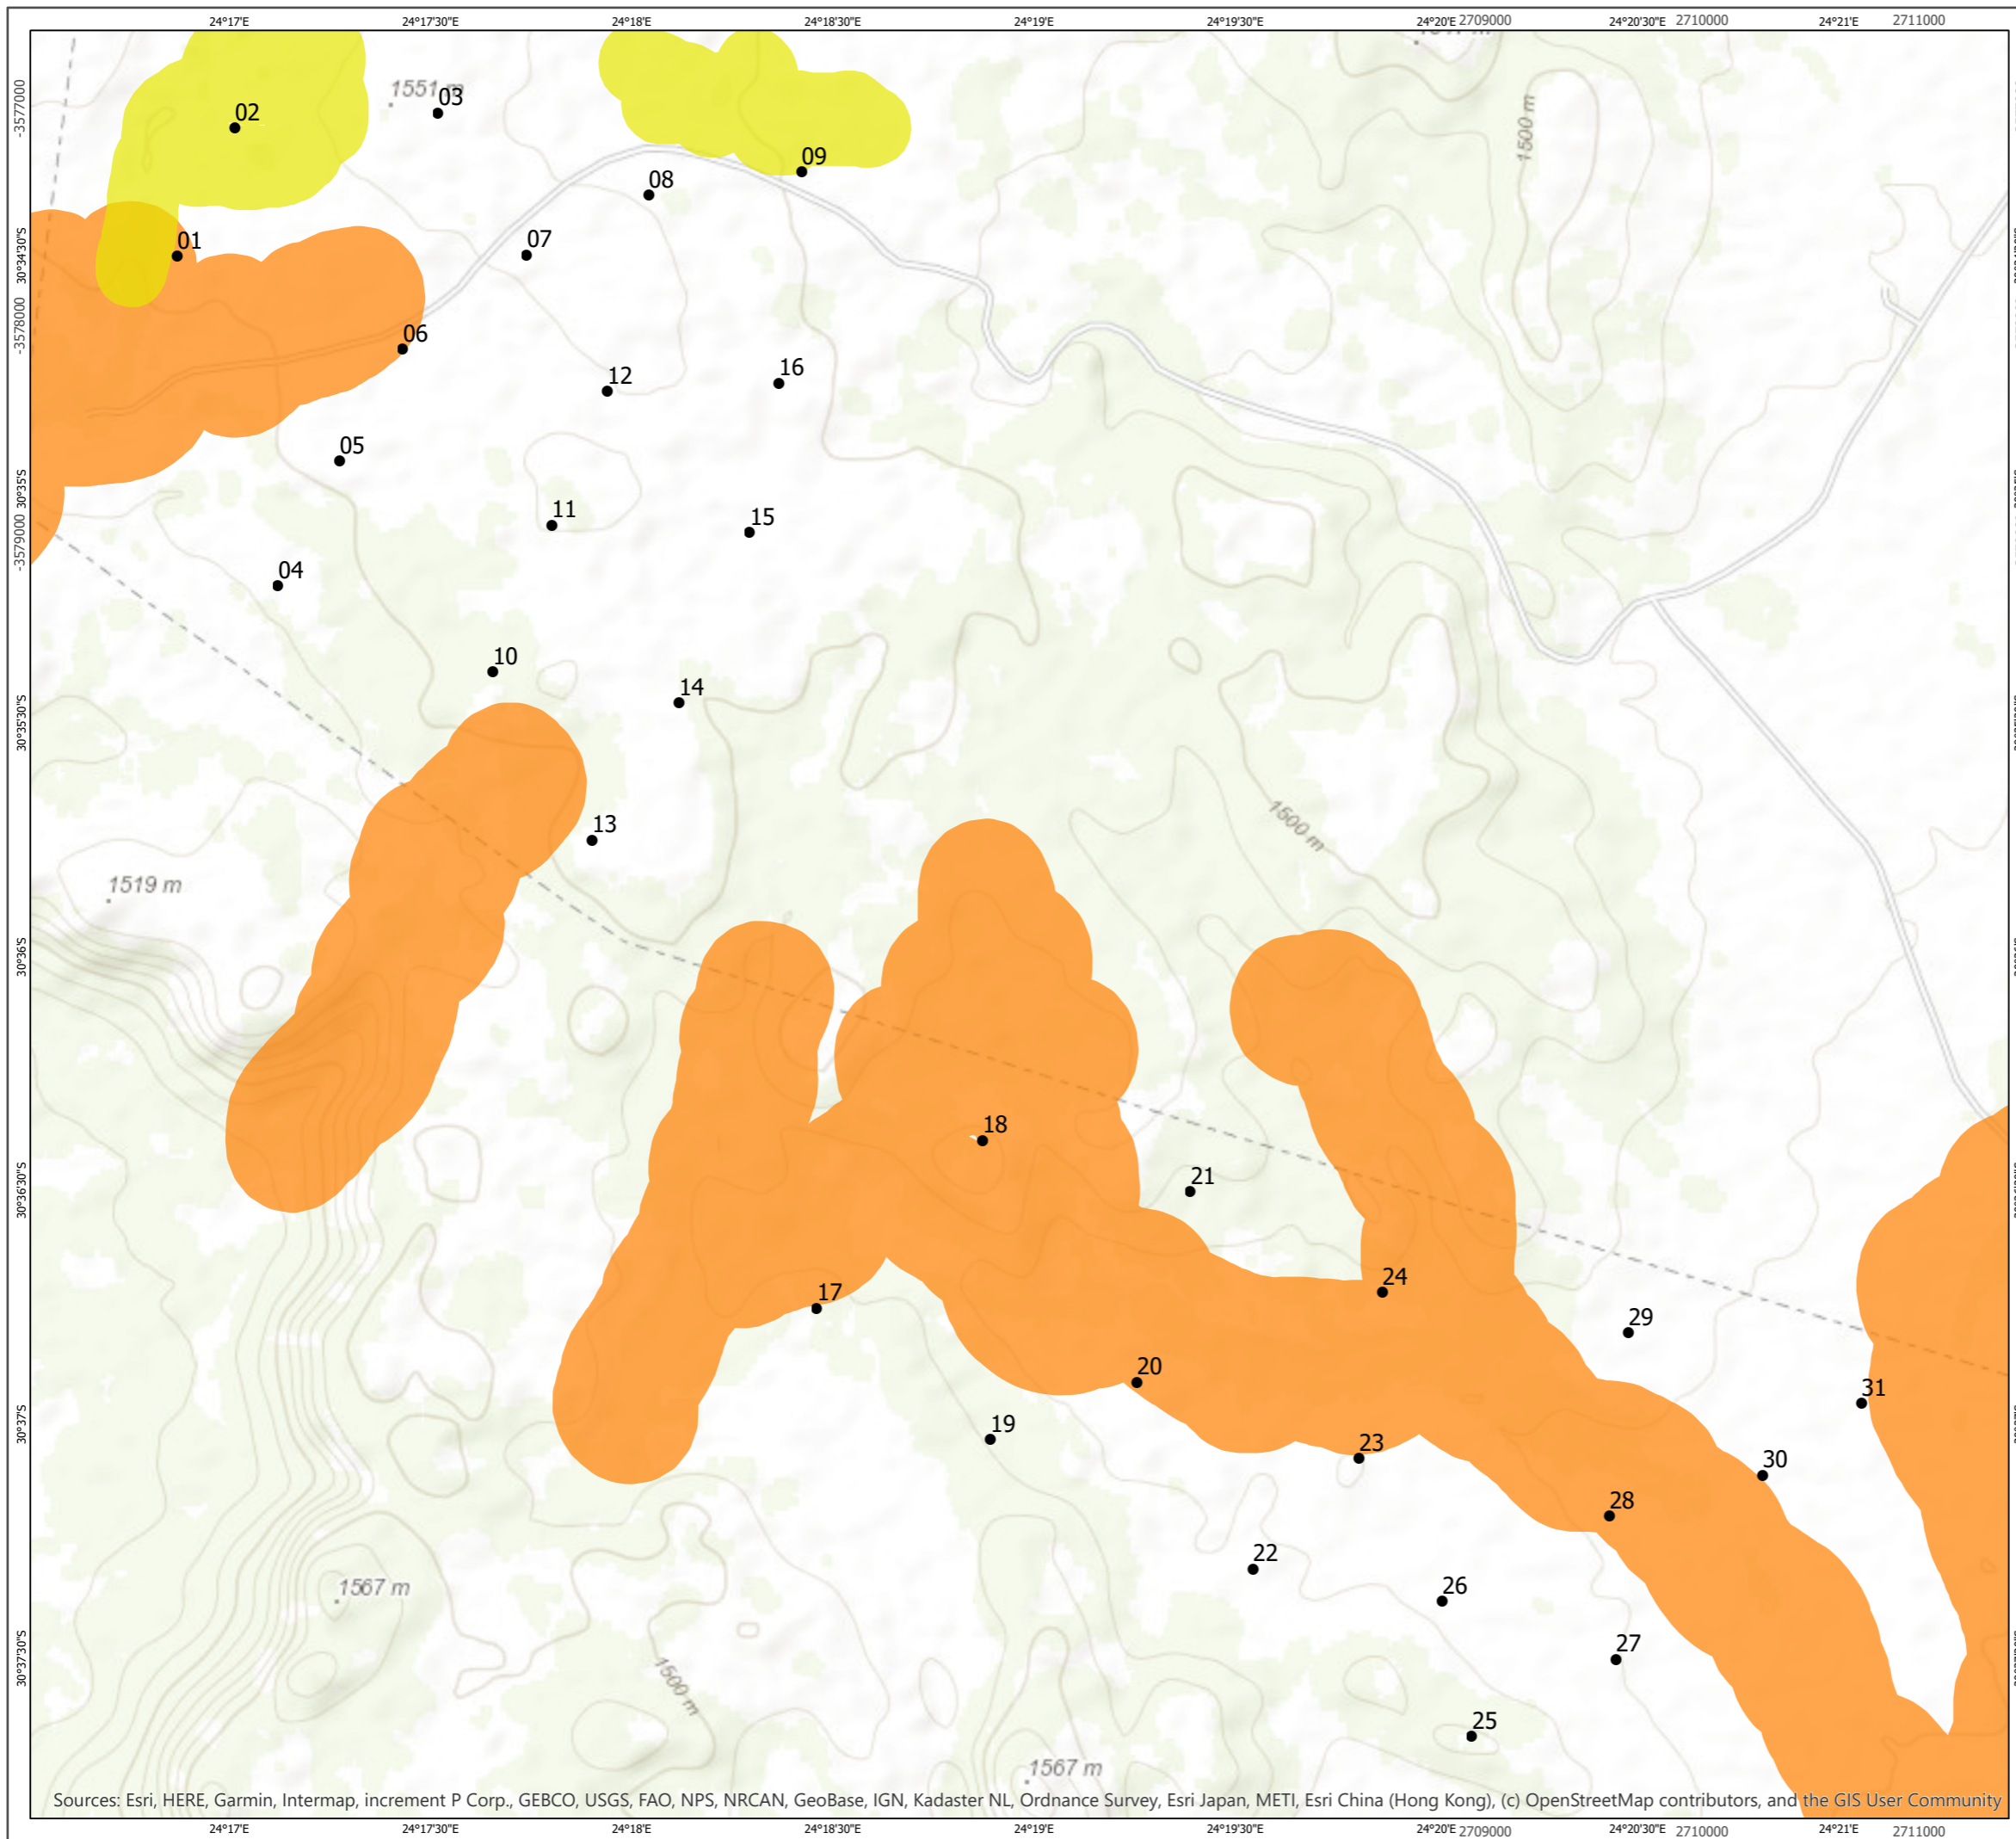 24°17'E 24°17'30"E 24°18'E 24°18'30"E 24°19'E 24°19'30"E 24°20'E 2709000 24°20'30"E 2710000 24°21'E 2711000
-3577000
30°34'30"S
-3578000
30°35'S
-3579000
30°35'30"S
30°36'S
30°36'30"S
30°37'S
30°37'30"S
1551 m
03
02
09
08
01
07
06
12
16
05
11
15
04
10
14
13
1500 m
1500 m
1519 m
18
21
17
24
29
20
31
19
23
30
28
22
26
27
25
1567 m
1500 m
1567 m
Sources: Esri, HERE, Garmin, Intermap, increment P Corp., GEBCO, USGS, FAO, NPS, NRCAN, GeoBase, IGN, Kadaster NL, Ordnance Survey, Esri Japan, METI, Esri China (Hong Kong), (c) OpenStreetMap contributors, and the GIS User Community
24°17'E 24°17'30"E 24°18'E 24°18'30"E 24°19'E 24°19'30"E 24°20'E 2709000 24°20'30"E 2710000 24°21'E 2711000